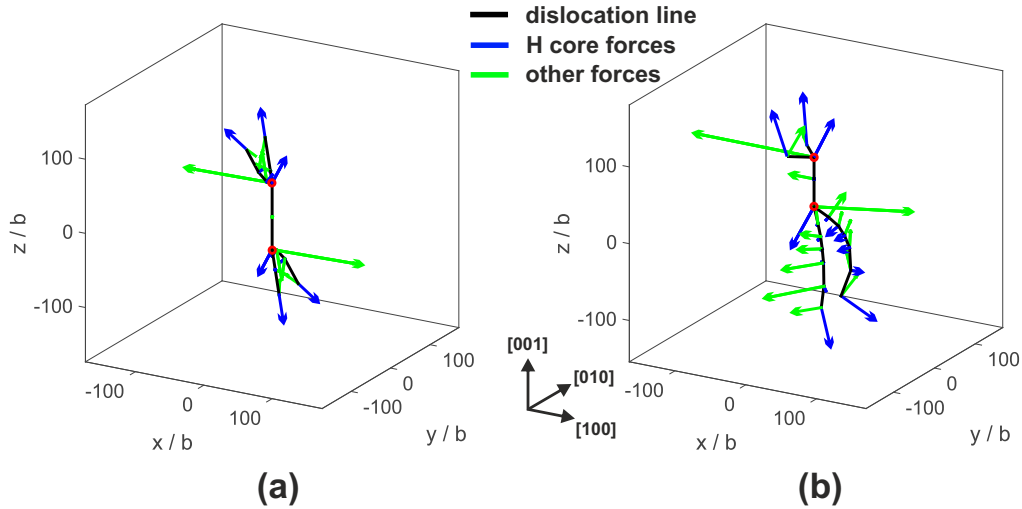 dislocation line
H core forces
other forces
100
0
-100
z / b
-100
0
100
x / b
100
0
-100
y / b
(a)
[001]
[010]
[100]
100
0
-100
z / b
-100
0
100
x / b
100
0
-100
y / b
(b)